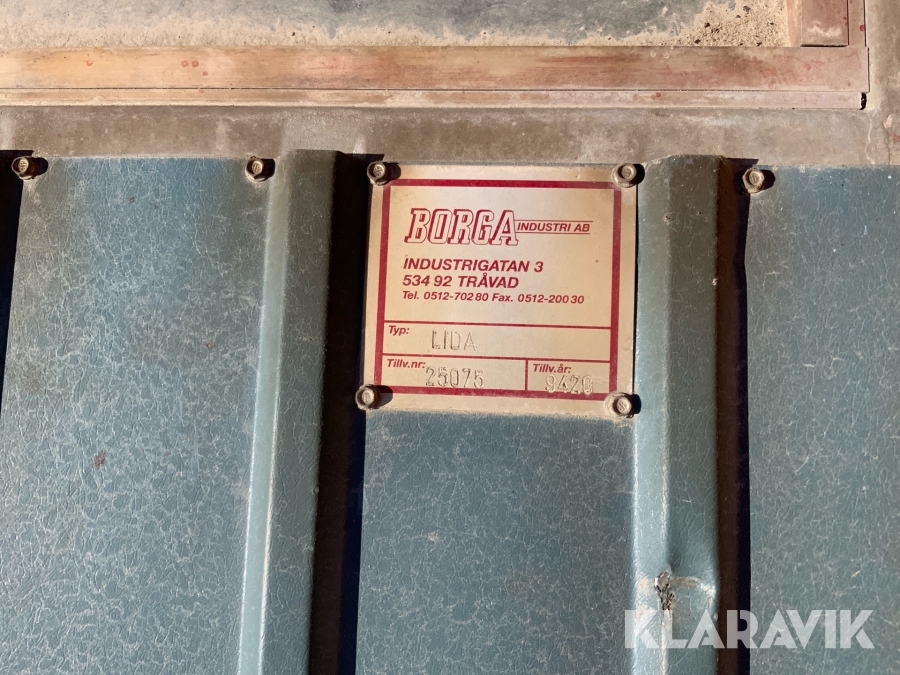 BORGA INDUSTRI AB
INDUSTRIGATAN 3
534 92 TRÅVAD
Tel. 0512-702 80 Fax. 0512-200 30
Typ: LIDA
Tillv.nr: 25075 Tillv.år: 9420
KLARAVIK